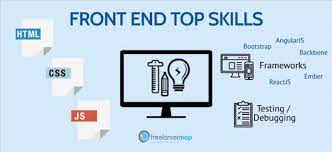 FRONT END TOP SKILLS
HTML
CSS
JS
AngularJS
Bootstrap
Backbone
Frameworks
Ember
ReactJS
Testing /
Debugging
freelancermap